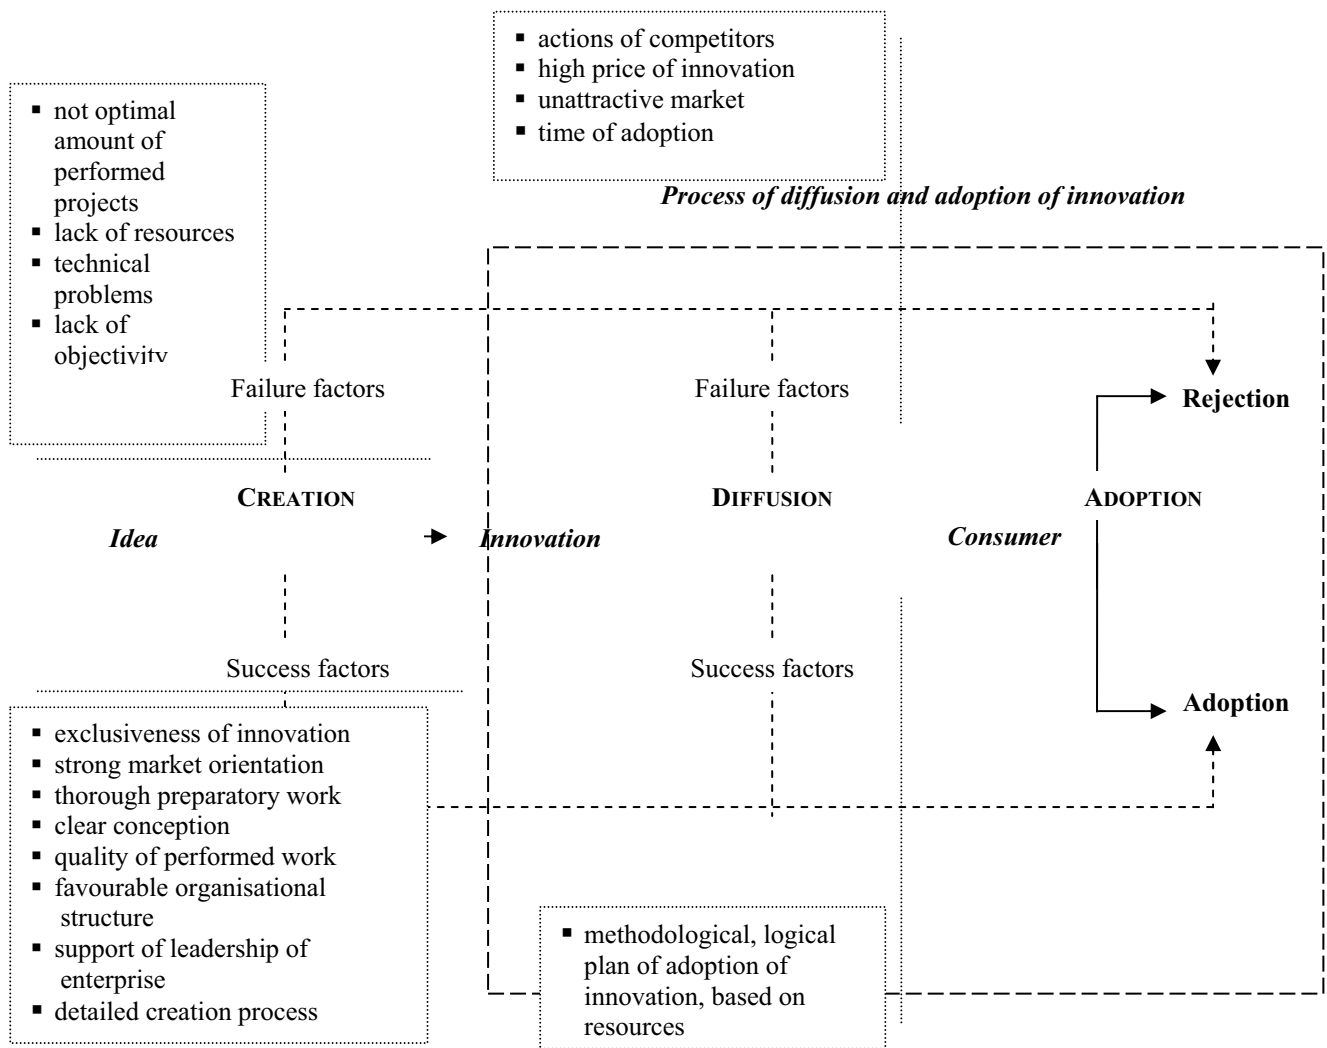 ▪ actions of competitors
▪ high price of innovation
▪ unattractive market
▪ time of adoption
▪ not optimal
amount of
performed
projects
▪ lack of resources
▪ technical
problems
▪ lack of
objectivity
Process of diffusion and adoption of innovation
Failure factors
Failure factors
Rejection
CREATION
DIFFUSION
ADOPTION
Idea
Innovation
Consumer
Success factors
Success factors
Adoption
▪ exclusiveness of innovation
▪ strong market orientation
▪ thorough preparatory work
▪ clear conception
▪ quality of performed work
▪ favourable organisational
structure
▪ support of leadership of
enterprise
▪ detailed creation process
▪ methodological, logical
plan of adoption of
innovation, based on
resources